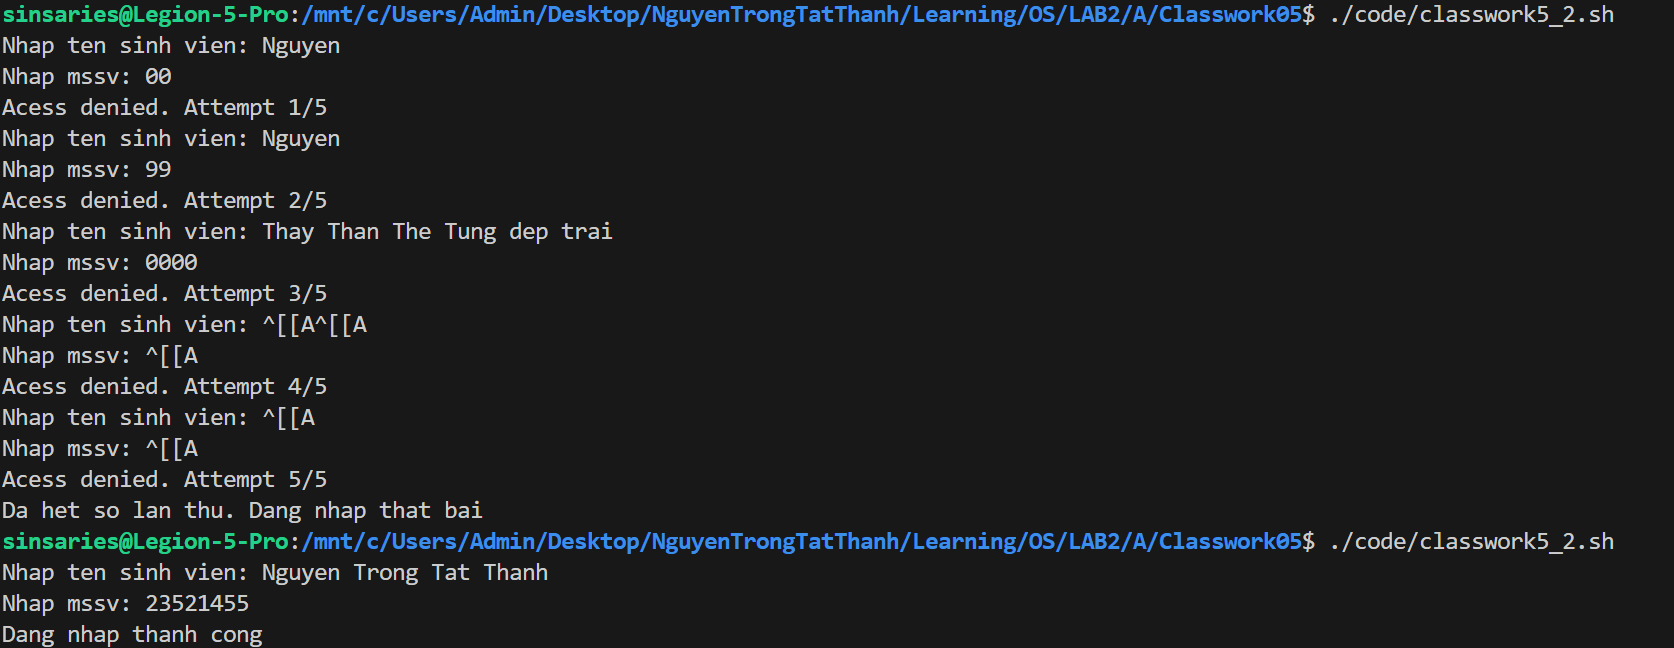 sinsaries@Legion-5-Pro:/mnt/c/Users/Admin/Desktop/NguyenTrongTatThanh/Learning/OS/LAB2/A/Classwork05$ ./code/classwork5_2.sh
Nhap ten sinh vien: Nguyen
Nhap mssv: 00
Acess denied. Attempt 1/5
Nhap ten sinh vien: Nguyen
Nhap mssv: 99
Acess denied. Attempt 2/5
Nhap ten sinh vien: Thay Than The Tung dep trai
Nhap mssv: 0000
Acess denied. Attempt 3/5
Nhap ten sinh vien: ^[[A^[[A
Nhap mssv: ^[[A
Acess denied. Attempt 4/5
Nhap ten sinh vien: ^[[A
Nhap mssv: ^[[A
Acess denied. Attempt 5/5
Da het so lan thu. Dang nhap that bai
sinsaries@Legion-5-Pro:/mnt/c/Users/Admin/Desktop/NguyenTrongTatThanh/Learning/OS/LAB2/A/Classwork05$ ./code/classwork5_2.sh
Nhap ten sinh vien: Nguyen Trong Tat Thanh
Nhap mssv: 23521455
Dang nhap thanh cong